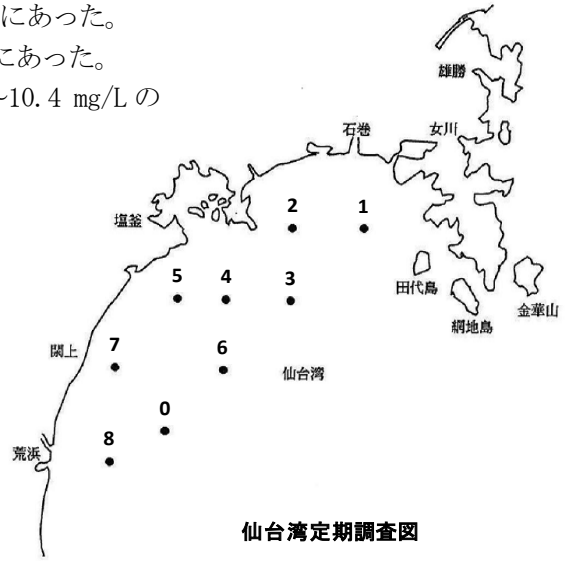 にあった。
にあった。
~10.4 mg/L の
雄勝
石巻
女川
塩釜
2
1
田代島
金華山
網地島
5
4
3
閖上
7
6
仙台湾
0
荒浜
8
仙台湾定期調査図